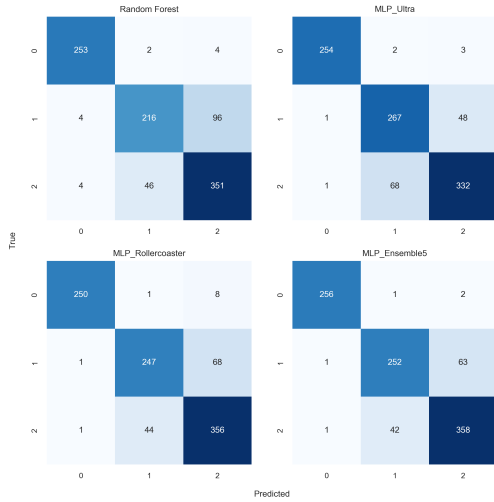 Random Forest
0 253 2 4
1 4 216 96
2 4 46 351
0 1 2
MLP_Ultra
0 254 2 3
1 1 267 48
2 1 68 332
0 1 2
True
MLP_Rollercoaster
0 250 1 8
1 1 247 68
2 1 44 356
0 1 2
MLP_Ensemble5
0 256 1 2
1 1 252 63
2 1 42 358
0 1 2
Predicted